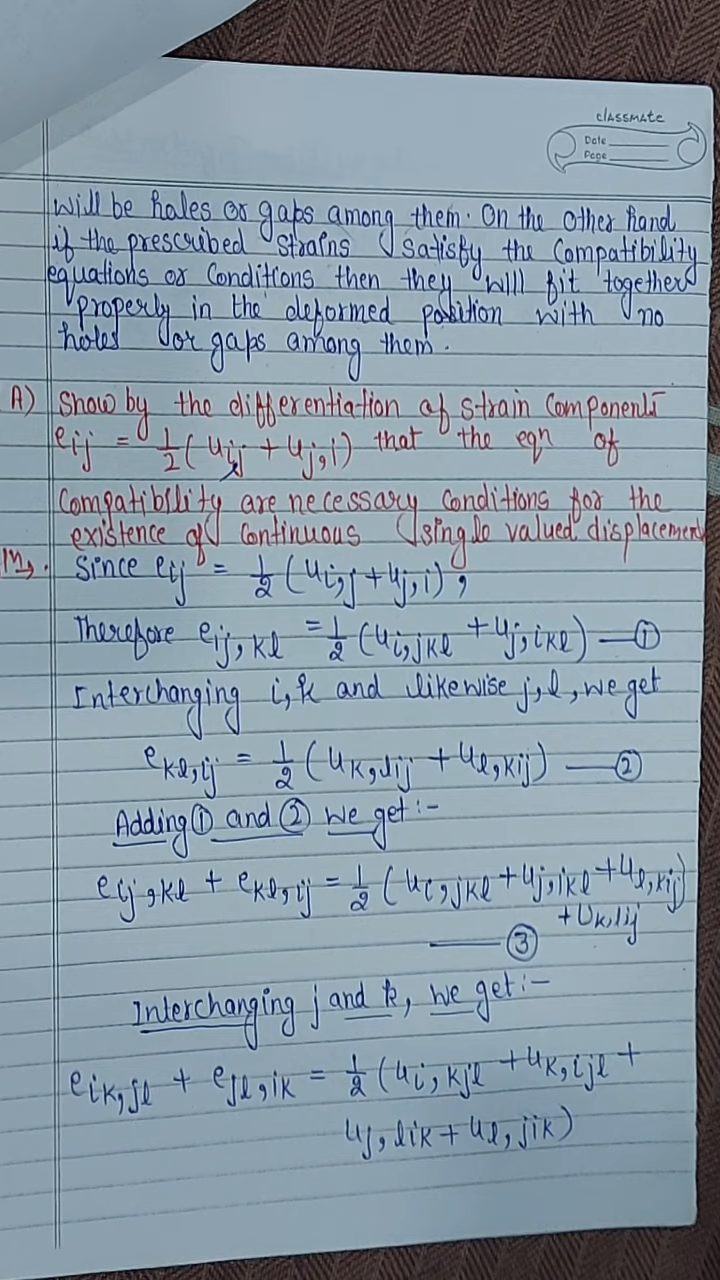 classmate
Date
Page
will be holes or gaps among them. On the other hand
if the prescribed strains satisfy the compatibility
equations or conditions then they will fit together
properly in the deformed position with no
holes or gaps among them.
A) Show by the differentiation of strain components
eij = 1/2 (ui,j + uj,i) that the eqn of
Compatibility are necessary conditions for the
existence of continuous single valued displacement
Since eij = 1/2 (ui,j + uj,i),
Therefore eij,kl = 1/2 (ui,jkl + uj,ikl) — ①
Interchanging i,k and likewise j,l, we get
ekl,ij = 1/2 (uk,lij + ul,kij) — ②
Adding ① and ② we get:-
eij,kl + ekl,ij = 1/2 (ui,jkl + uj,ikl + ul,kij)
+ uk,lij
— ③
Interchanging j and k, we get:-
eik,jl + ejl,ik = 1/2 (ui,kjl + uk,ijl +
uj,lik + ul,jik)